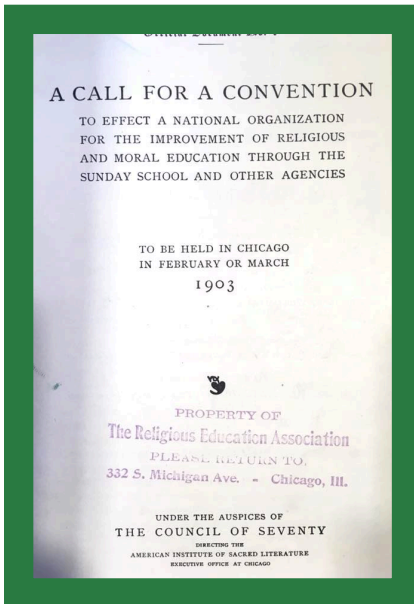 Official Document
A CALL FOR A CONVENTION
TO EFFECT A NATIONAL ORGANIZATION
FOR THE IMPROVEMENT OF RELIGIOUS
AND MORAL EDUCATION THROUGH THE
SUNDAY SCHOOL AND OTHER AGENCIES
TO BE HELD IN CHICAGO
IN FEBRUARY OR MARCH
1903
PROPERTY OF
The Religious Education Association
PLEASE RETURN TO.
332 S. Michigan Ave. - Chicago, Ill.
UNDER THE AUSPICES OF
THE COUNCIL OF SEVENTY
DIRECTING THE
AMERICAN INSTITUTE OF SACRED LITERATURE
EXECUTIVE OFFICE AT CHICAGO